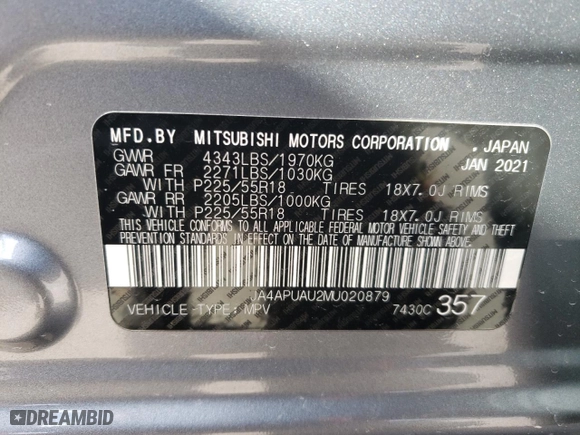 MFD.BY MITSUBISHI MOTORS CORPORATION . JAPAN
GVWR 4343LBS/1970KG JAN 2021
GAWR FR 2271LBS/1030KG
WITH P225/55R18 TIRES 18X7.0J RIMS
GAWR RR 2205LBS/1000KG
WITH P225/55R18 TIRES 18X7.0J RIMS
THIS VEHICLE CONFORMS TO ALL APPLICABLE FEDERAL MOTOR VEHICLE SAFETY AND THEFT
PREVENTION STANDARDS IN EFFECT ON THE DATE OF MANUFACTURE SHOWN ABOVE.
JA4APUAU2MU020879
VEHICLE-TYPE: MPV 7430C 357
DREAMBID